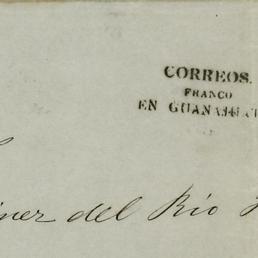 CORREOS.
FRANCO
EN GUANAJUATO
del Rio